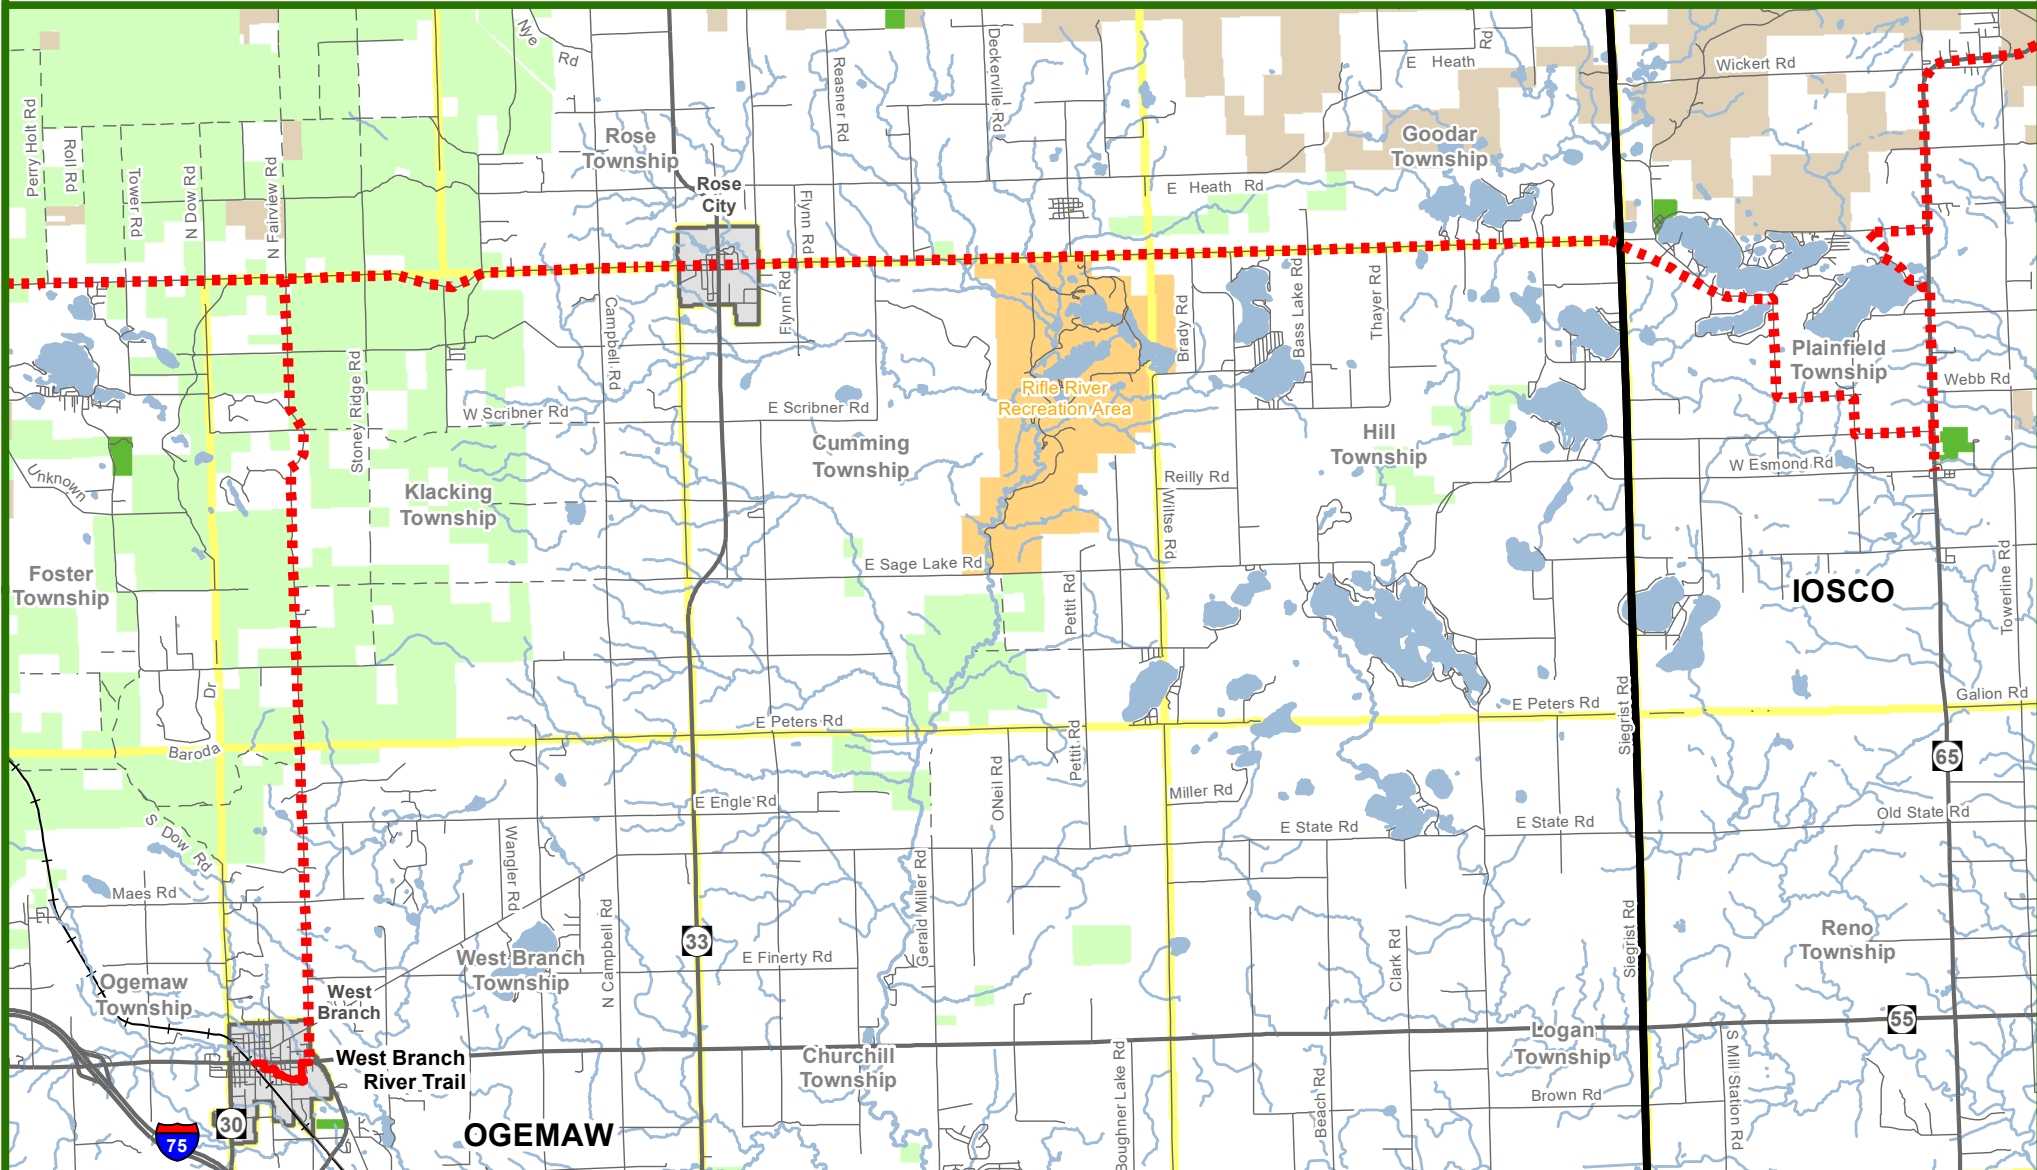 Nye
Rd
Perry Holt Rd
Roll Rd
Tower Rd
N Dow Rd
N Fairview Rd
Reasner Rd
Deckerville Rd
Rd
E Heath
Wickert Rd
Rose
Township
Goodar
Township
Rose
City
Flynn Rd
E Heath Rd
Flynn Rd
Campbell Rd
Stoney Ridge Rd
Brady Rd
Bass Lake Rd
Thayer Rd
Plainfield
Township
Webb Rd
Rifle River
Recreation Area
W Scribner Rd
E Scribner Rd
Cumming
Township
Hill
Township
W Esmond Rd
Unknown
Klacking
Township
Reilly Rd
Wiltse Rd
E Sage Lake Rd
Foster
Township
Pettit Rd
IOSCO
Towerline Rd
Dr
Baroda
E Peters Rd
Pettit Rd
E Peters Rd
Siegrist Rd
Galion Rd
65
ONeil Rd
Miller Rd
E Engle Rd
S Dow Rd
Wangler Rd
E State Rd
E State Rd
Old State Rd
Maes Rd
N Campbell Rd
Gerald Miller Rd
33
E Finerty Rd
Clark Rd
Siegrist Rd
Reno
Township
West Branch
Township
Ogemaw
Township
West
Branch
West Branch
River Trail
Churchill
Township
Logan
Township
55
Boughner Lake Rd
Beach Rd
Brown Rd
S Mill Station Rd
30
75
OGEMAW